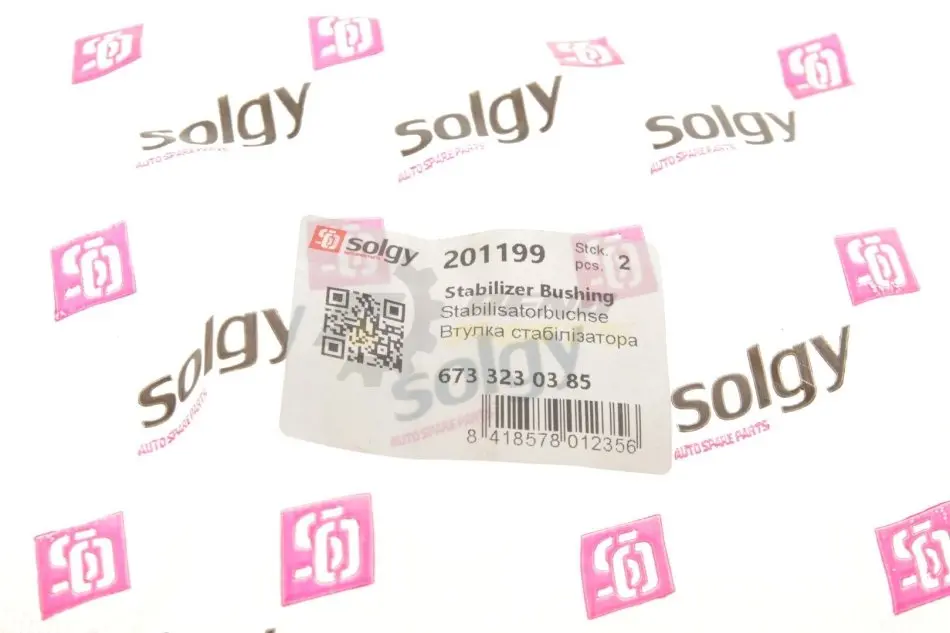 solgy
AUTO SPARE PARTS
solgy
AUTO SPARE PARTS
solgy
AUTO SPARE PARTS
solgy 201199 Stck. pcs. 2
Stabilizer Bushing
Stabilisatorbuchse
Втулка стабілізатора
673 323 03 85
8 418578 012356
solgy
AUTO SPARE PARTS
solgy
AUTO SPARE PARTS
solgy
AUTO SPARE PARTS
solgy